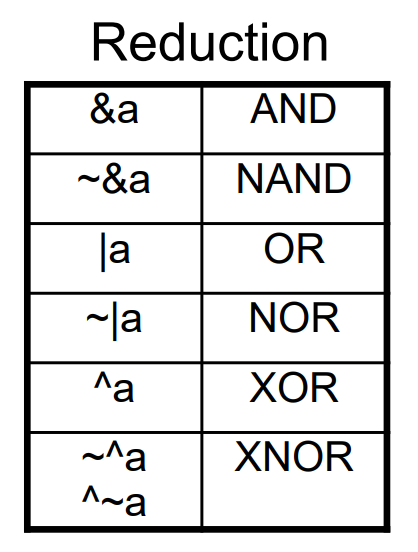 Reduction
&a AND
~&a NAND
|a OR
~|a NOR
^a XOR
~^a XNOR
^~a